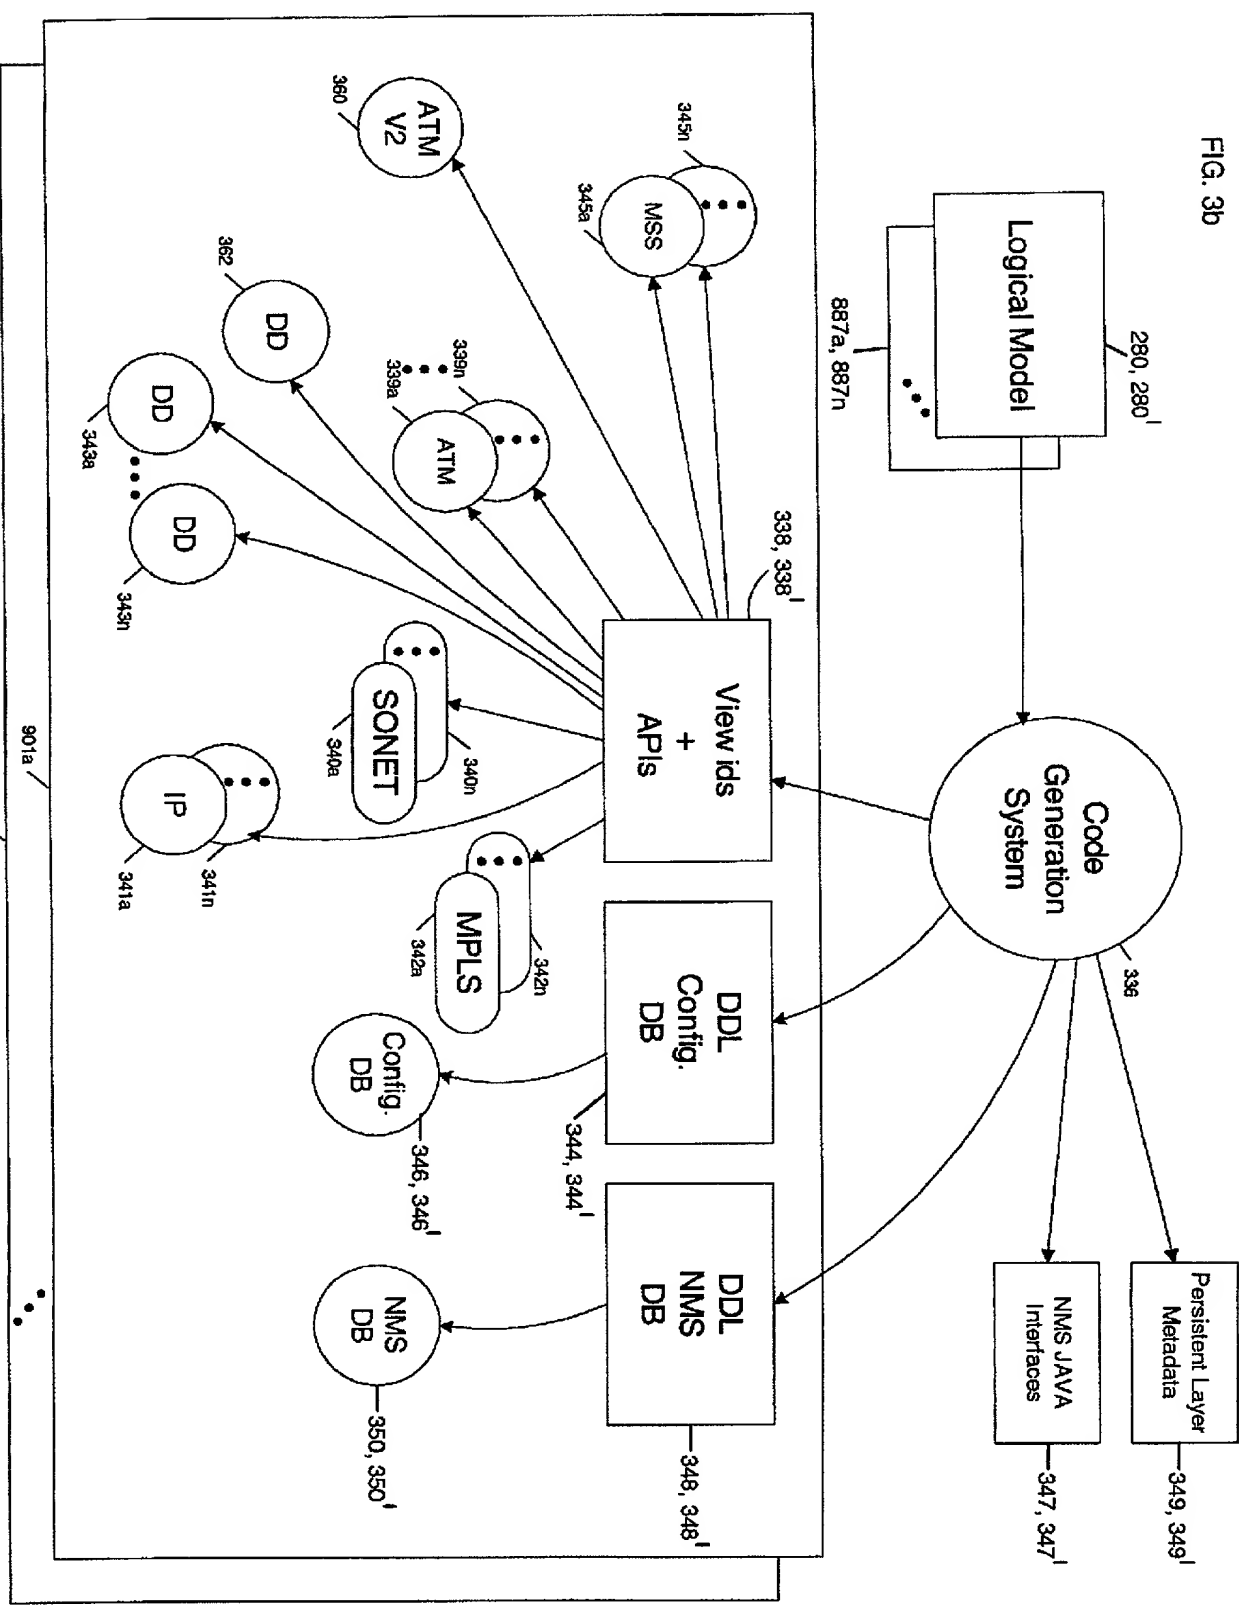 FIG. 3b
280, 280'
Logical Model
887a, 887n
Code
Generation
System
336
Persistent Layer
Metadata
349, 349'
NMS JAVA
Interfaces
347, 347'
338, 338'
View ids
+
APIs
DDL
Config.
DB
344, 344'
DDL
NMS
DB
348, 348'
345n
MSS
345a
ATM
V2
360
339n
339a
ATM
362
DD
DD
343a
DD
343n
SONET
340n
340a
IP
341n
341a
MPLS
342n
342a
Config.
DB
346, 346'
NMS
DB
350, 350'
901a